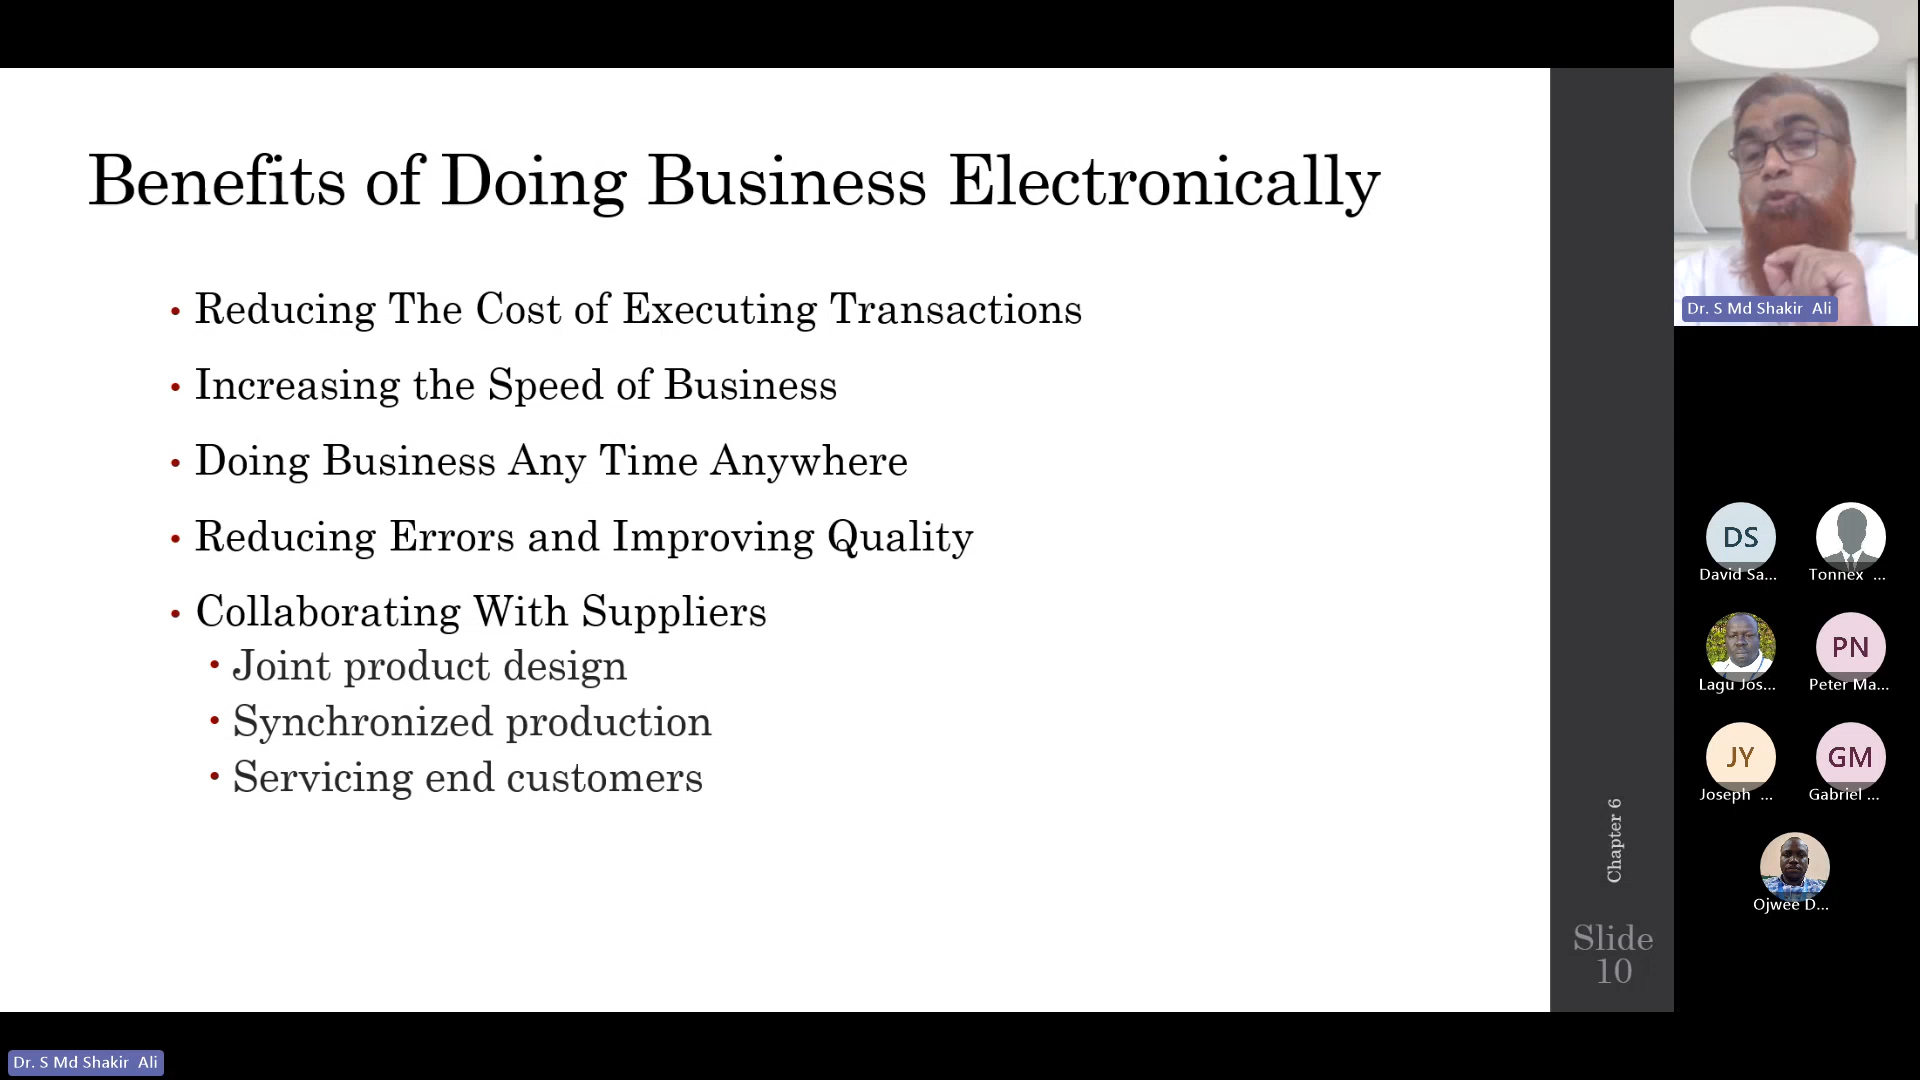 Benefits of Doing Business Electronically
• Reducing The Cost of Executing Transactions
• Increasing the Speed of Business
• Doing Business Any Time Anywhere
• Reducing Errors and Improving Quality
• Collaborating With Suppliers
• Joint product design
• Synchronized production
• Servicing end customers
Chapter 6
Slide
10
Dr. S Md Shakir Ali
DS
David Sa...
Tonnex ...
Lagu Jos...
PN
Peter Ma...
JY
Joseph ...
GM
Gabriel ...
Ojwee D...
Dr. S Md Shakir Ali